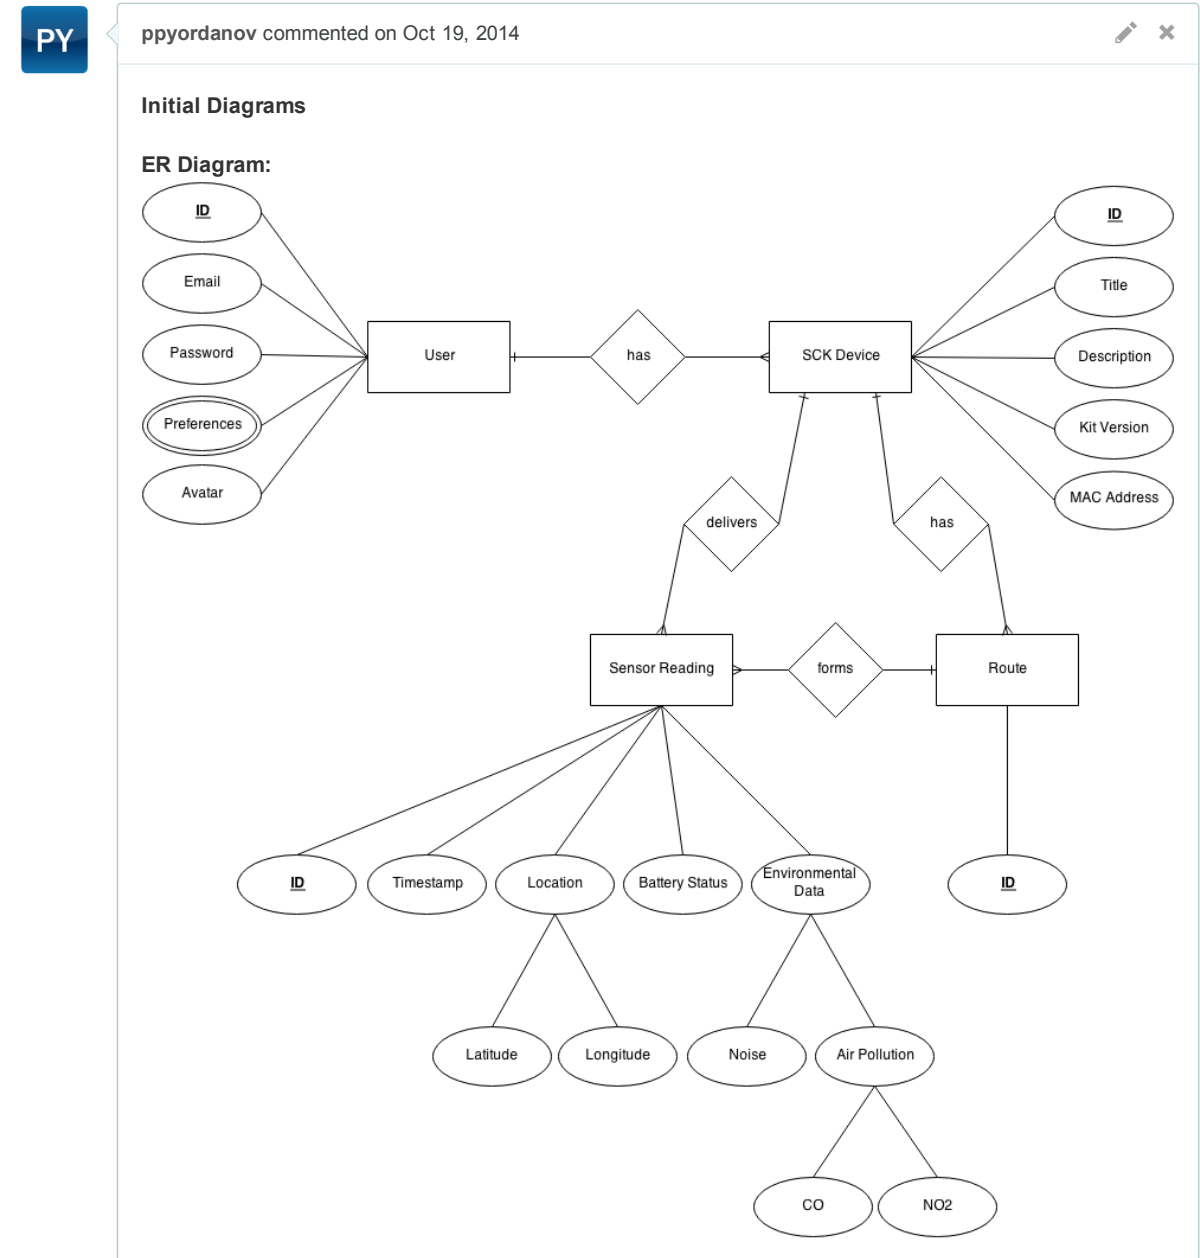 PY
ppyordanov commented on Oct 19, 2014
Initial Diagrams
ER Diagram:
ID
ID
Email
Title
Password
User
has
SCK Device
Description
Preferences
Kit Version
Avatar
MAC Address
delivers
has
Sensor Reading
forms
Route
ID
Timestamp
Location
Battery Status
Environmental
Data
ID
Latitude
Longitude
Noise
Air Pollution
CO
NO2